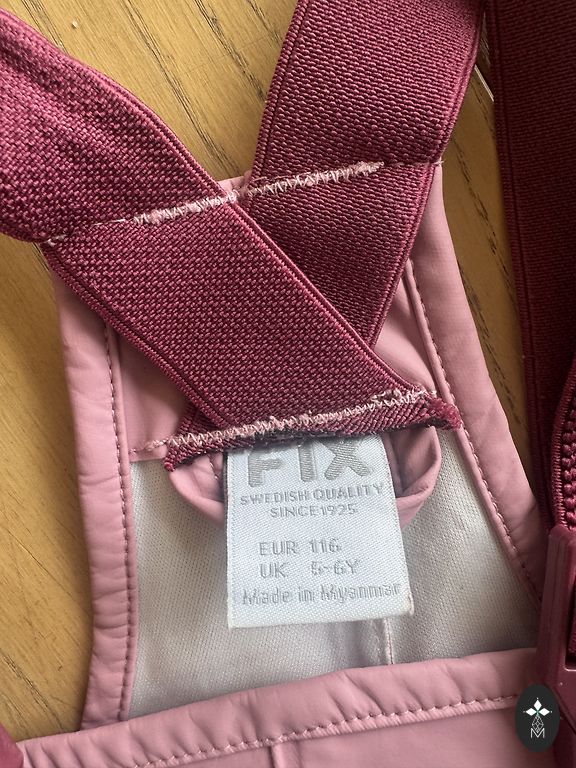 FIX
SWEDISH QUALITY
SINCE 1925
EUR 116
UK 5-6Y
Made in Myanmar